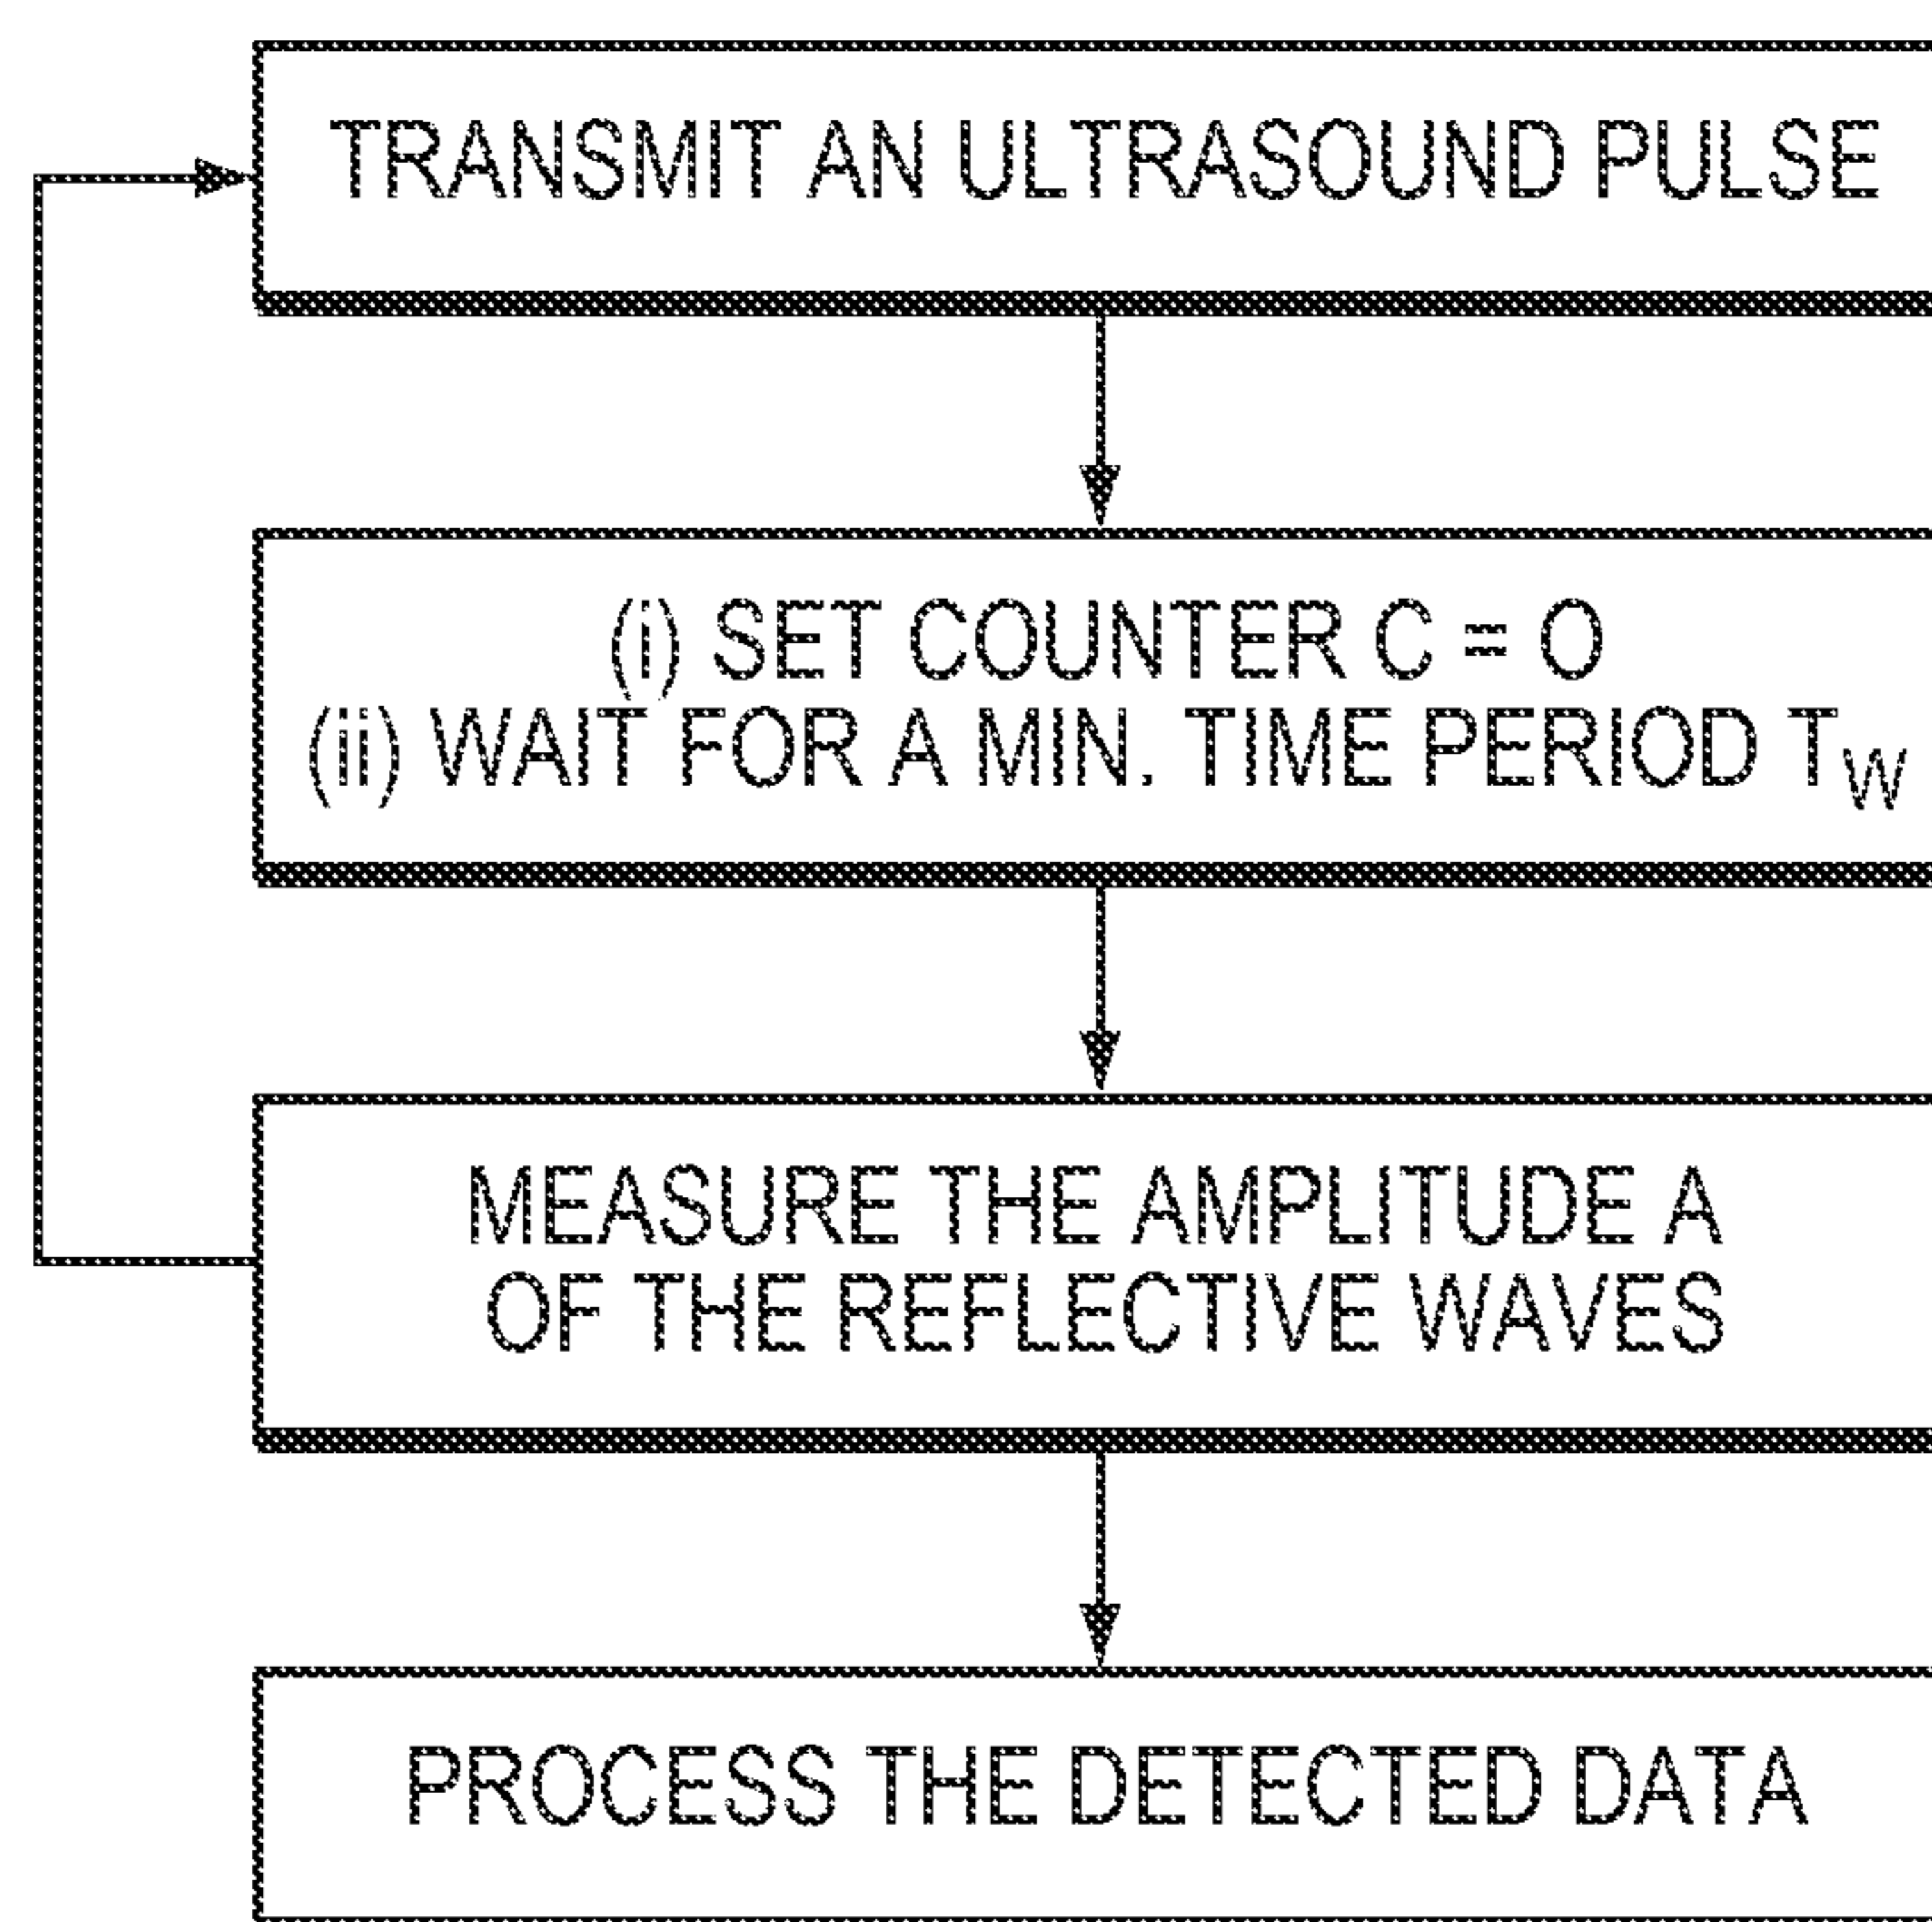 TRANSMIT AN ULTRASOUND PULSE
(i) SET COUNTER C = O
(ii) WAIT FOR A MIN. TIME PERIOD TW
MEASURE THE AMPLITUDE A
OF THE REFLECTIVE WAVES
PROCESS THE DETECTED DATA